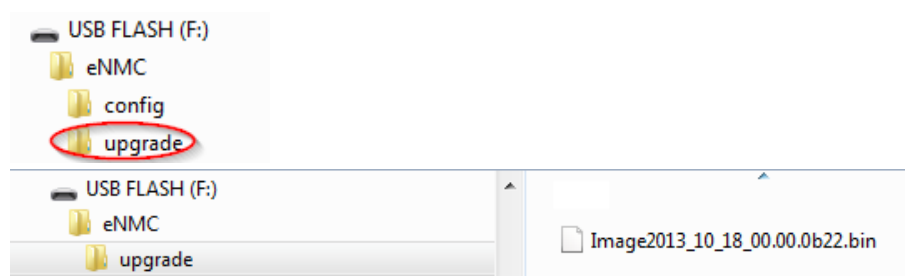 USB FLASH (F:)
eNMC
config
upgrade
USB FLASH (F:)
eNMC
upgrade
Image2013_10_18_00.00.0b22.bin